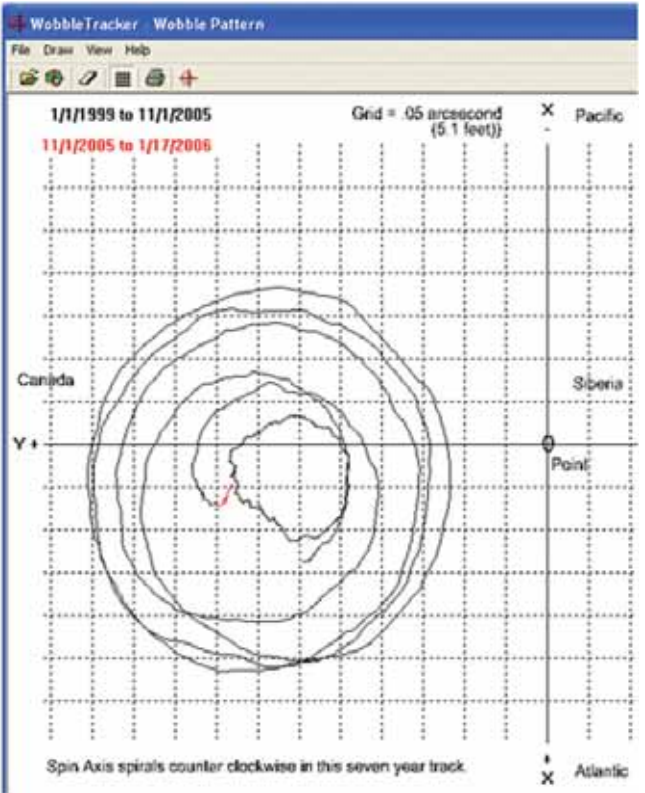 WobbleTracker Wobble Pattern
File Draw View Help
1/1/1999 to 11/1/2005
11/1/2005 to 1/17/2006
Grid = .05 arcsecond
(5.1 feet))
X
-
Pacific
Canada
Siberia
Y +
0
Point
+
X
Atlantic
Spin Axis spirals counter clockwise in this seven year track.